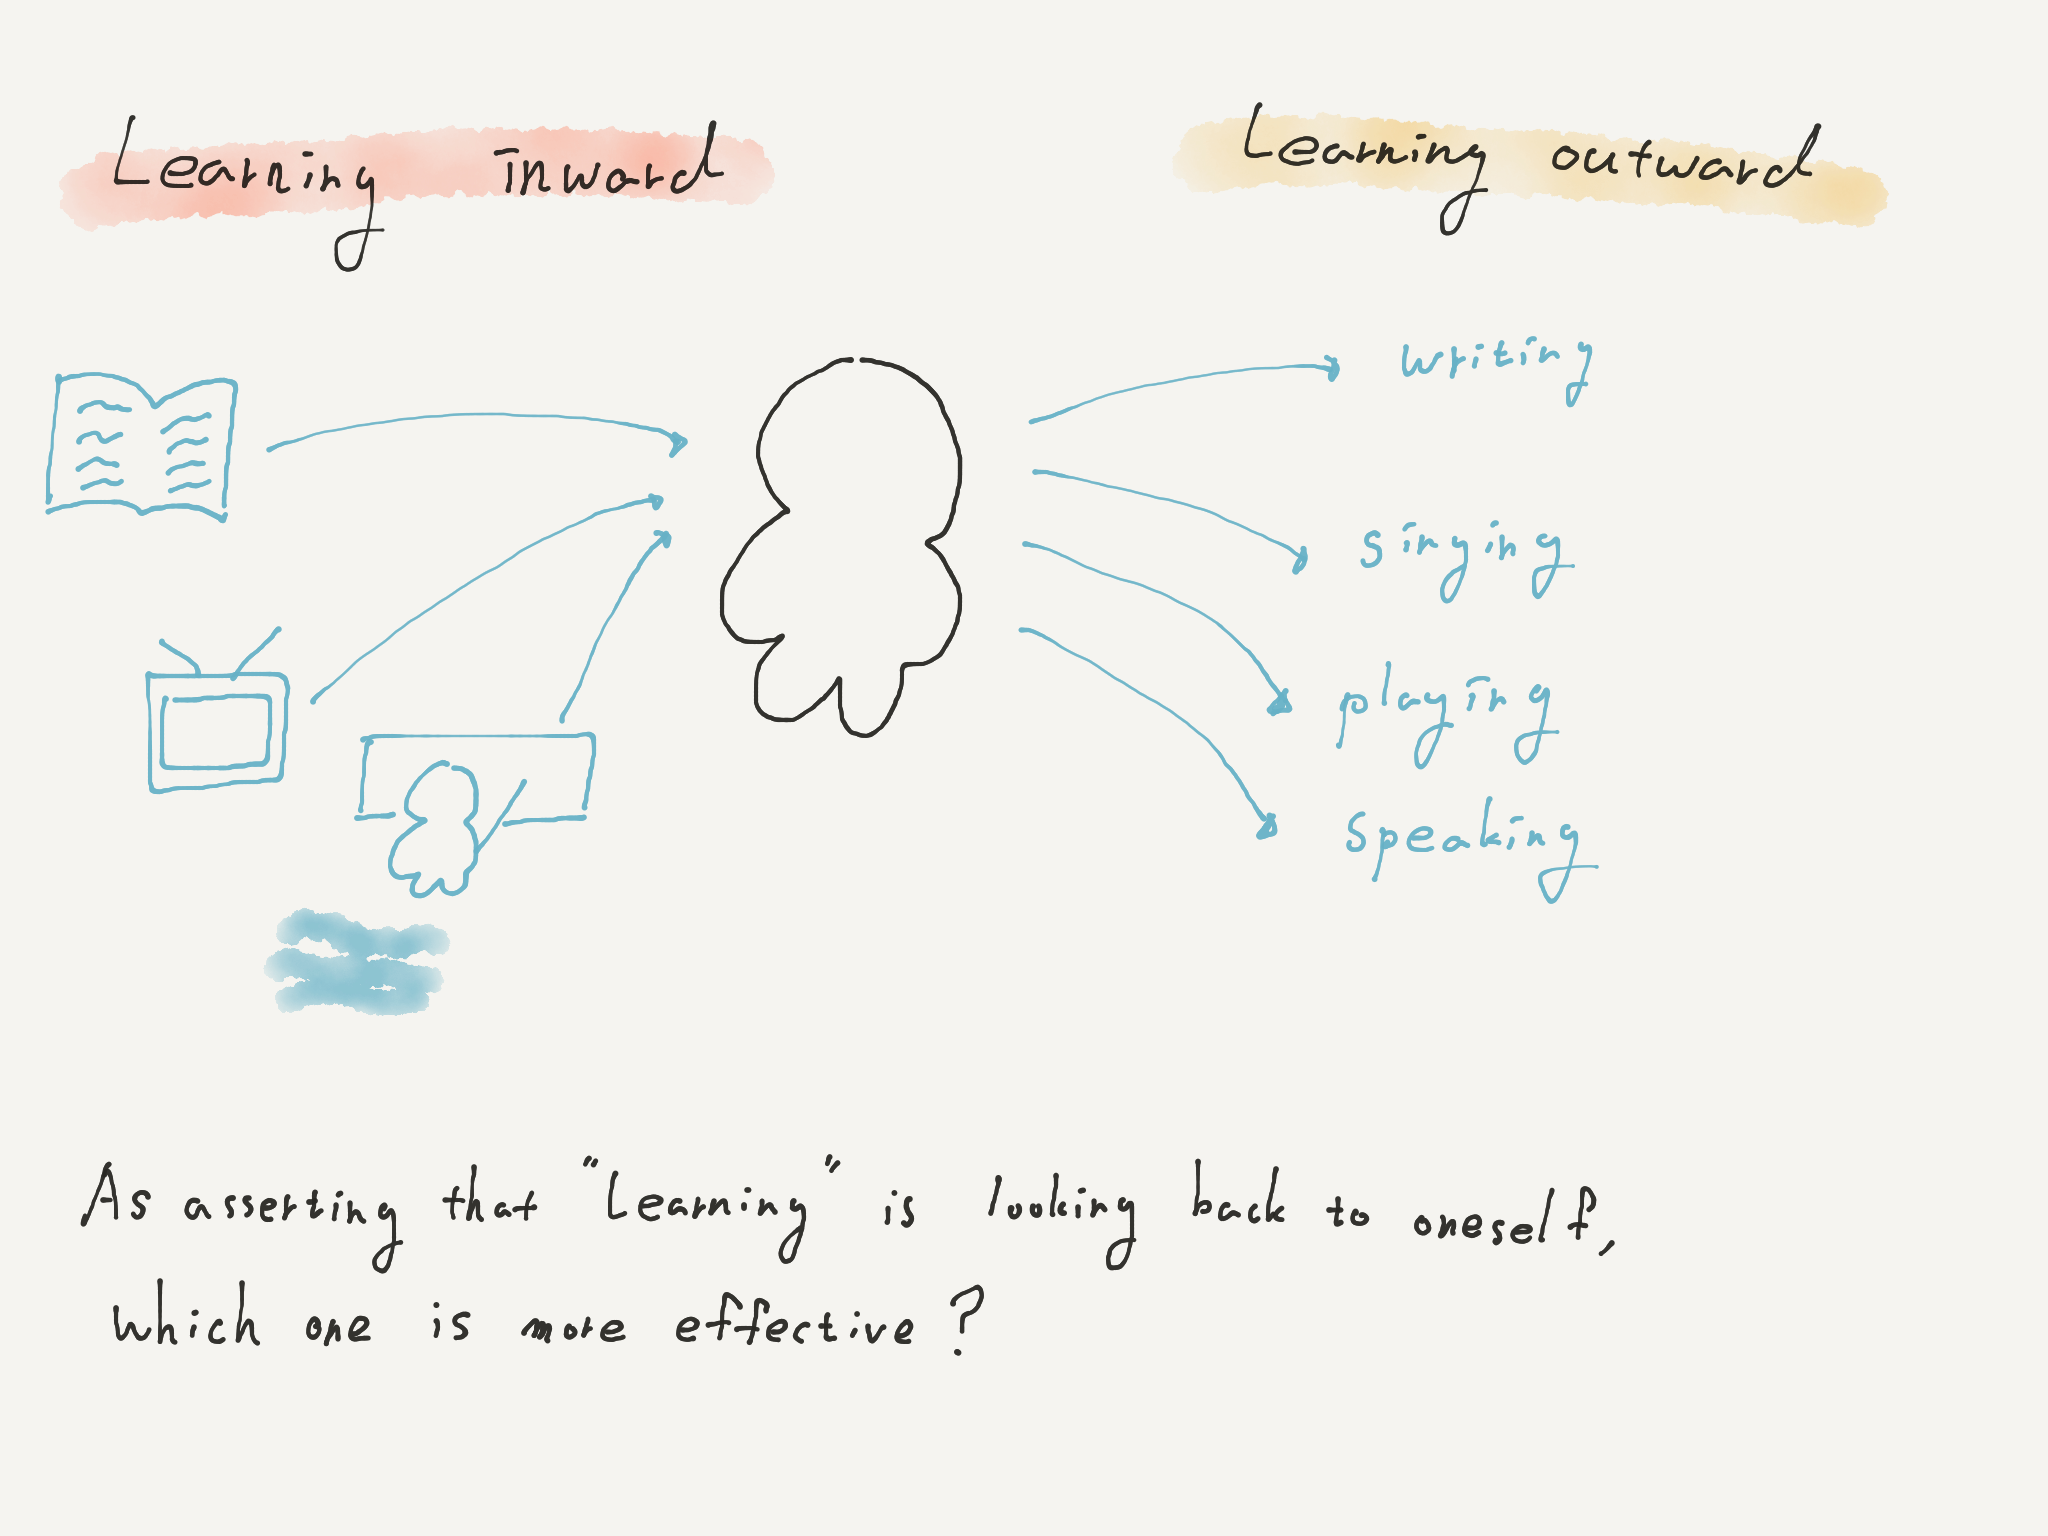 Learning inward
Learning outward
writing
singing
playing
speaking
As asserting that "Learning" is looking back to oneself,
which one is more effective?